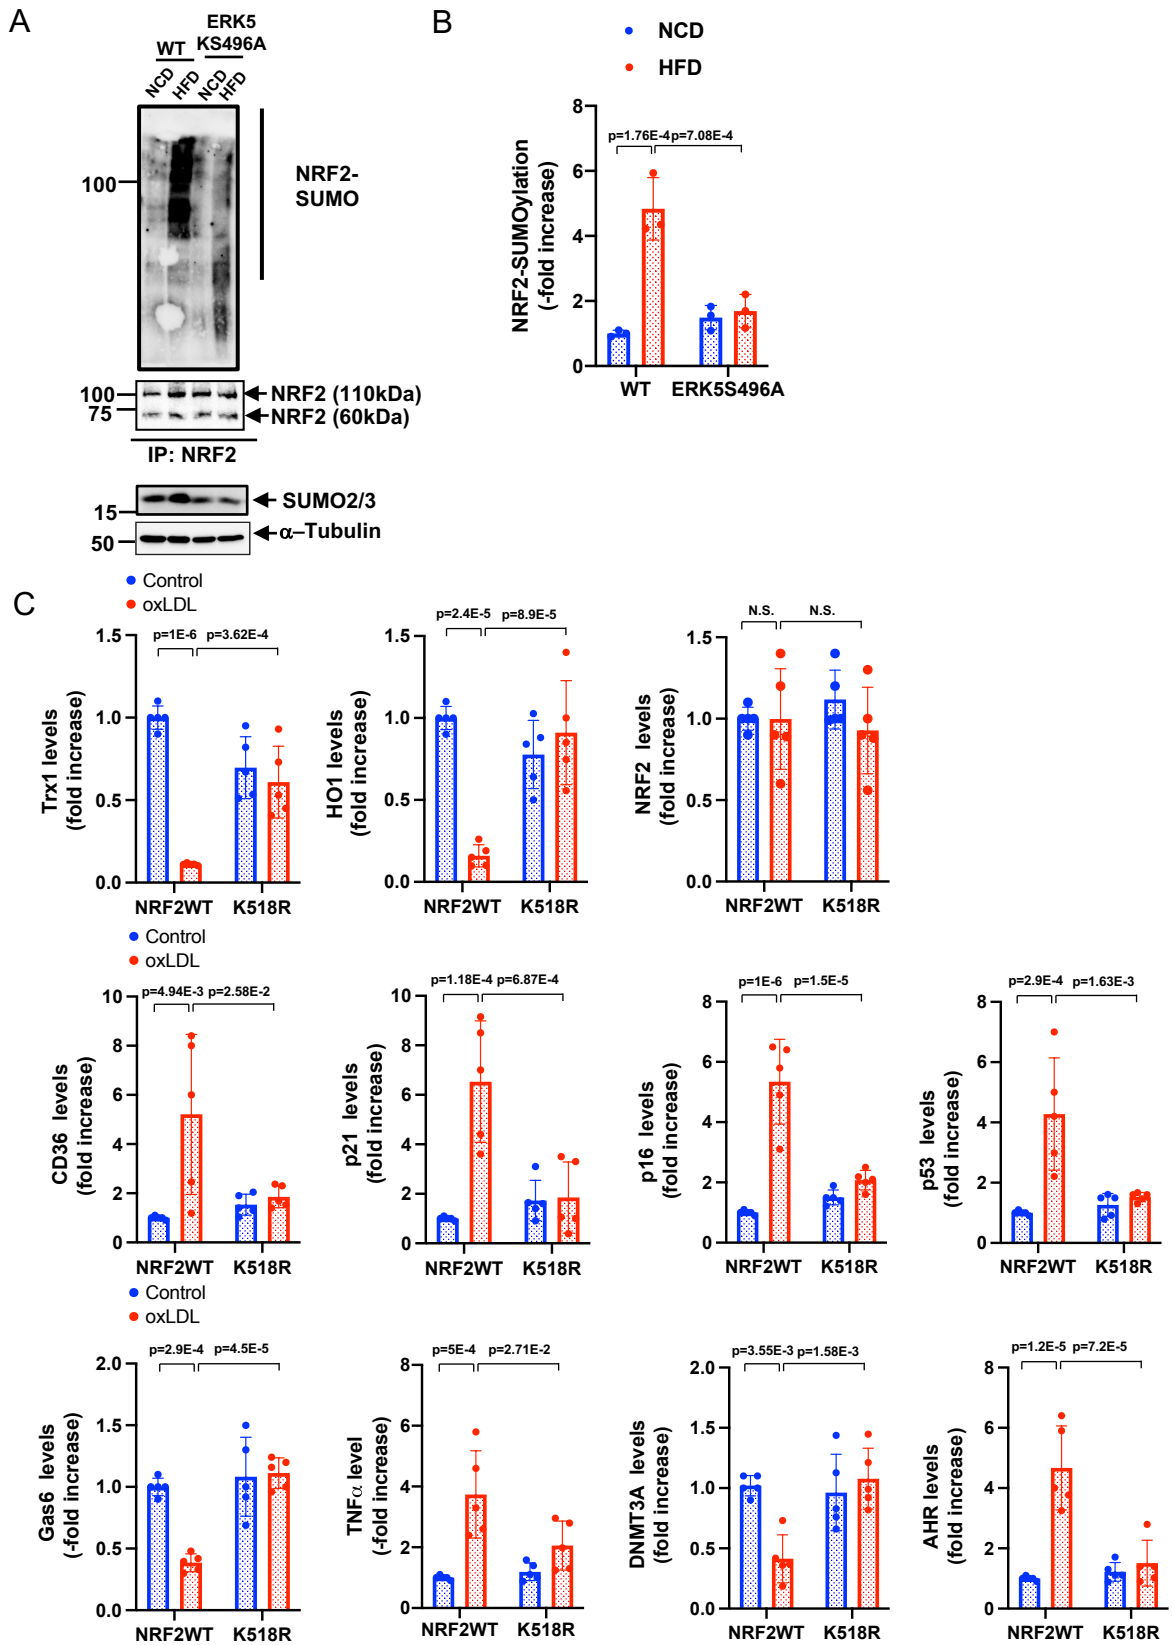 A
ERK5
KS496A
WT
NCD
HFD
NCD
HFD
100
NRF2-
SUMO
100
75
NRF2 (110kDa)
NRF2 (60kDa)
IP: NRF2
SUMO2/3
15
α–Tubulin
50
B
NCD
HFD
NRF2-SUMOylation
(-fold increase)
8
6
4
2
0
p=1.76E-4
p=7.08E-4
WT
ERK5S496A
C
Control
oxLDL
Trx1 levels
(fold increase)
1.5
1.0
0.5
0.0
p=1E-6
p=3.62E-4
NRF2WT
K518R
HO1 levels
(fold increase)
1.5
1.0
0.5
0.0
p=2.4E-5
p=8.9E-5
NRF2WT
K518R
NRF2 levels
(fold increase)
1.5
1.0
0.5
0.0
N.S.
N.S.
NRF2WT
K518R
Control
oxLDL
CD36 levels
(fold increase)
10
8
6
4
2
0
p=4.94E-3
p=2.58E-2
NRF2WT
K518R
p21 levels
(fold increase)
10
8
6
4
2
0
p=1.18E-4
p=6.87E-4
NRF2WT
K518R
p16 levels
(fold increase)
8
6
4
2
0
p=1E-6
p=1.5E-5
NRF2WT
K518R
p53 levels
(fold increase)
8
6
4
2
0
p=2.9E-4
p=1.63E-3
NRF2WT
K518R
Control
oxLDL
Gas6 levels
(-fold increase)
2.0
1.5
1.0
0.5
0.0
p=2.9E-4
p=4.5E-5
NRF2WT
K518R
TNFα level
(-fold increase)
8
6
4
2
0
p=5E-4
p=2.71E-2
NRF2WT
K518R
DNMT3A levels
(fold increase)
2.0
1.5
1.0
0.5
0.0
p=3.55E-3
p=1.58E-3
NRF2WT
K518R
AHR levels
(fold increase)
8
6
4
2
0
p=1.2E-5
p=7.2E-5
NRF2WT
K518R